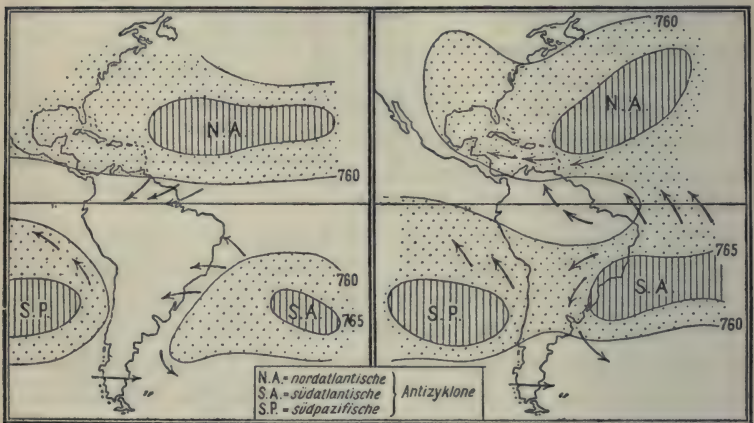 760
N.A.
N.A.
760
760
765
760
S.P.
S.A.
765
S.P.
S.A.
760
N.A.= nordatlantische
S.A.= südatlantische } Antizyklone
S.P.= südpazifische